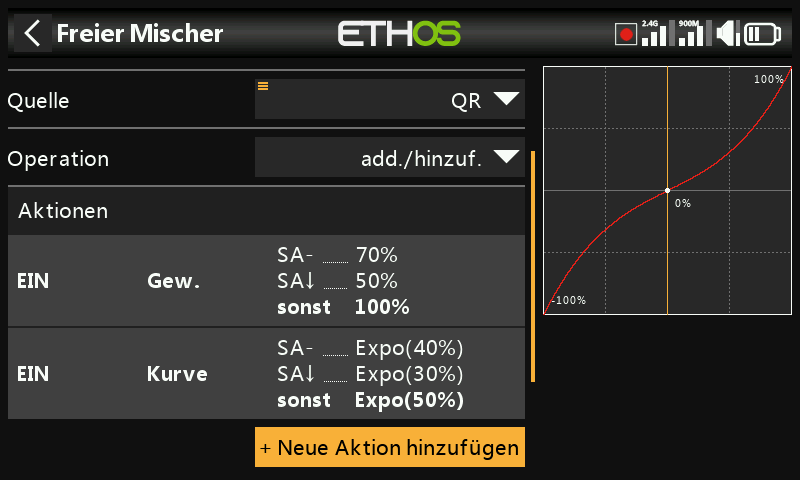 Freier Mischer
ETHOS
2.4G
900M
Quelle
QR
Operation
add./hinzuf.
Aktionen
EIN Gew.
SA- ...... 70%
SA↓ ...... 50%
sonst 100%
EIN Kurve
SA- ...... Expo(40%)
SA↓ ...... Expo(30%)
sonst Expo(50%)
+ Neue Aktion hinzufügen
100%
0%
-100%